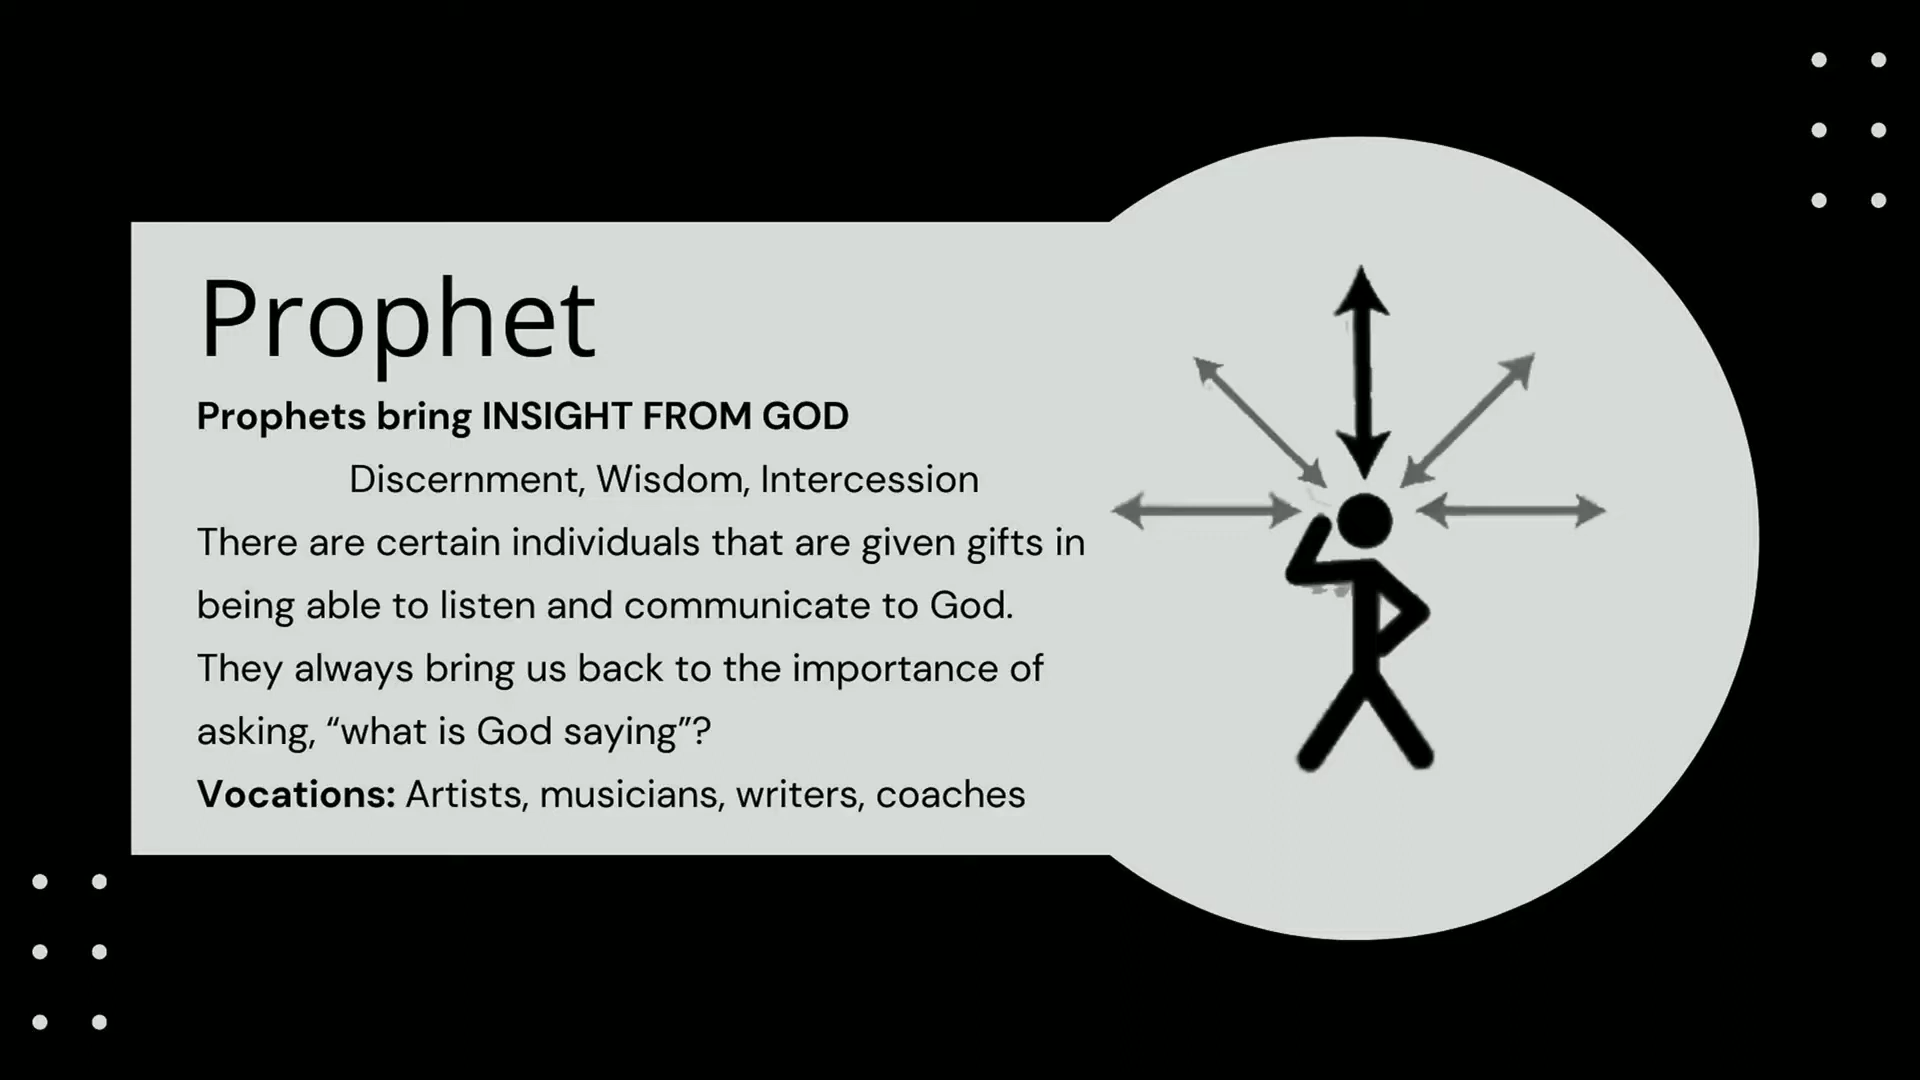 Prophet
Prophets bring INSIGHT FROM GOD
Discernment, Wisdom, Intercession
There are certain individuals that are given gifts in
being able to listen and communicate to God.
They always bring us back to the importance of
asking, “what is God saying”?
Vocations: Artists, musicians, writers, coaches